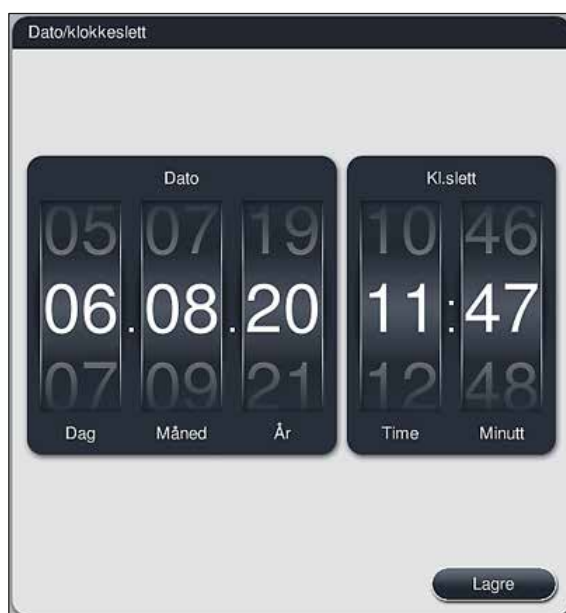 Dato/klokkeslett
Dato
05 07 19
06.08.20
07 09 21
Dag Måned År
Kl.slett
10 46
11:47
12 48
Time Minutt
Lagre